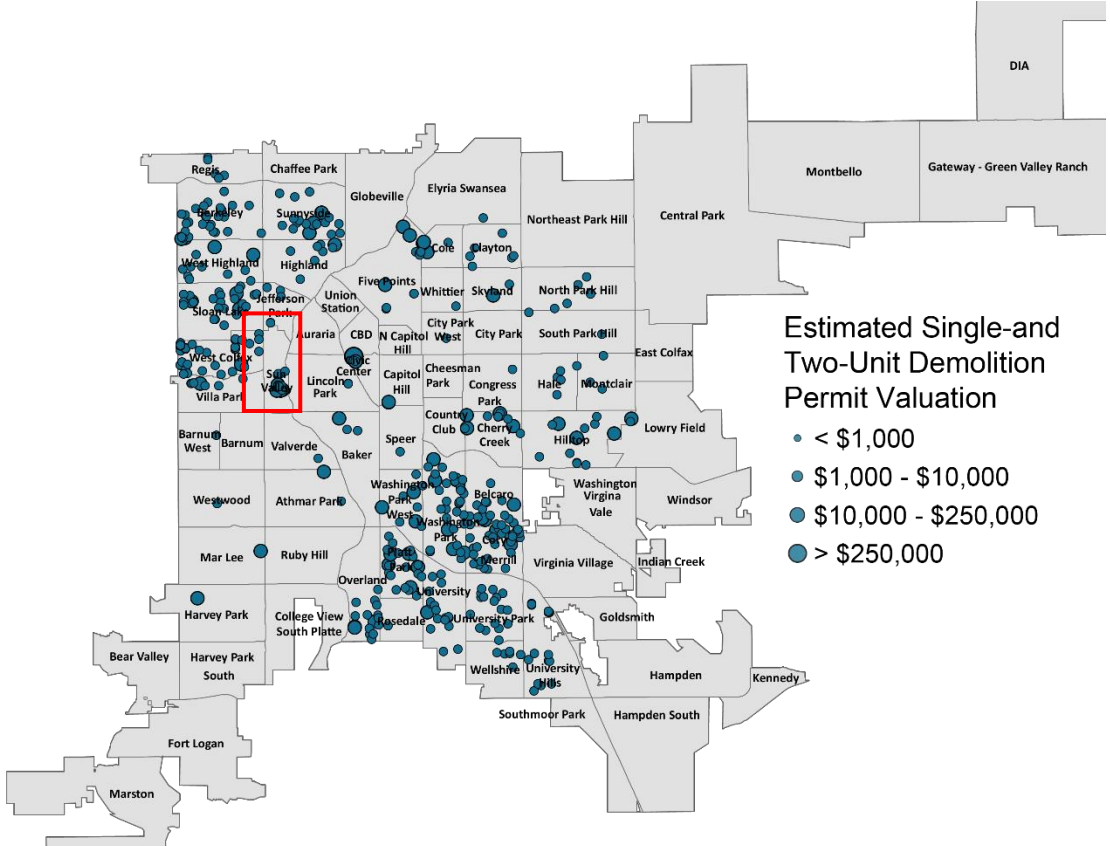 DIA
Montbello
Gateway - Green Valley Ranch
Regis
Chaffee Park
Globeville
Elyria Swansea
Central Park
Berkeley
Sunnyside
Northeast Park Hill
West Highland
Highland
Cole
Clayton
Five Points
Whittier
Skyland
North Park Hill
Sloan Lake
Jefferson
Park
Union
Station
Auraria
CBD
N Capitol
Hill
City Park
West
City Park
South Park Hill
East Colfax
West Colfax
Sun
Valley
Civic
Center
Lincoln
Park
Capitol
Hill
Cheesman
Park
Congress
Park
Hale
Montclair
Villa Park
Country
Club
Cherry
Creek
Hilltop
Lowry Field
Barnum
West
Barnum
Valverde
Baker
Speer
Westwood
Athmar Park
Washington
Park
West
Washington
Park
Belcaro
Washington
Virgina
Vale
Windsor
Cory
Merrill
Mar Lee
Ruby Hill
Platt
Park
Virginia Village
Indian Creek
Overland
University
Harvey Park
College View
South Platte
Rosedale
University Park
Goldsmith
Bear Valley
Harvey Park
South
Wellshire
University
Hills
Hampden
Kennedy
Southmoor Park
Hampden South
Fort Logan
Marston
Estimated Single-and
Two-Unit Demolition
Permit Valuation
< $1,000
$1,000 - $10,000
$10,000 - $250,000
> $250,000